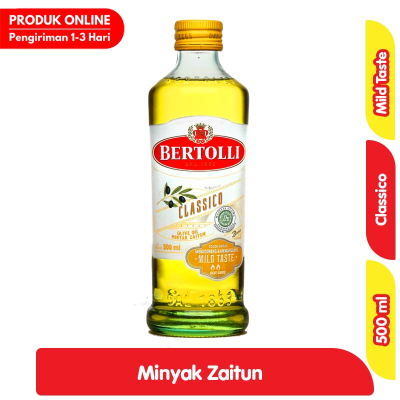 PRODUK ONLINE
Pengiriman 1-3 Hari
Mild Taste
Classico
500 ml
BERTOLLI
CLASSICO
500 ml
MILD TASTE
Minyak Zaitun